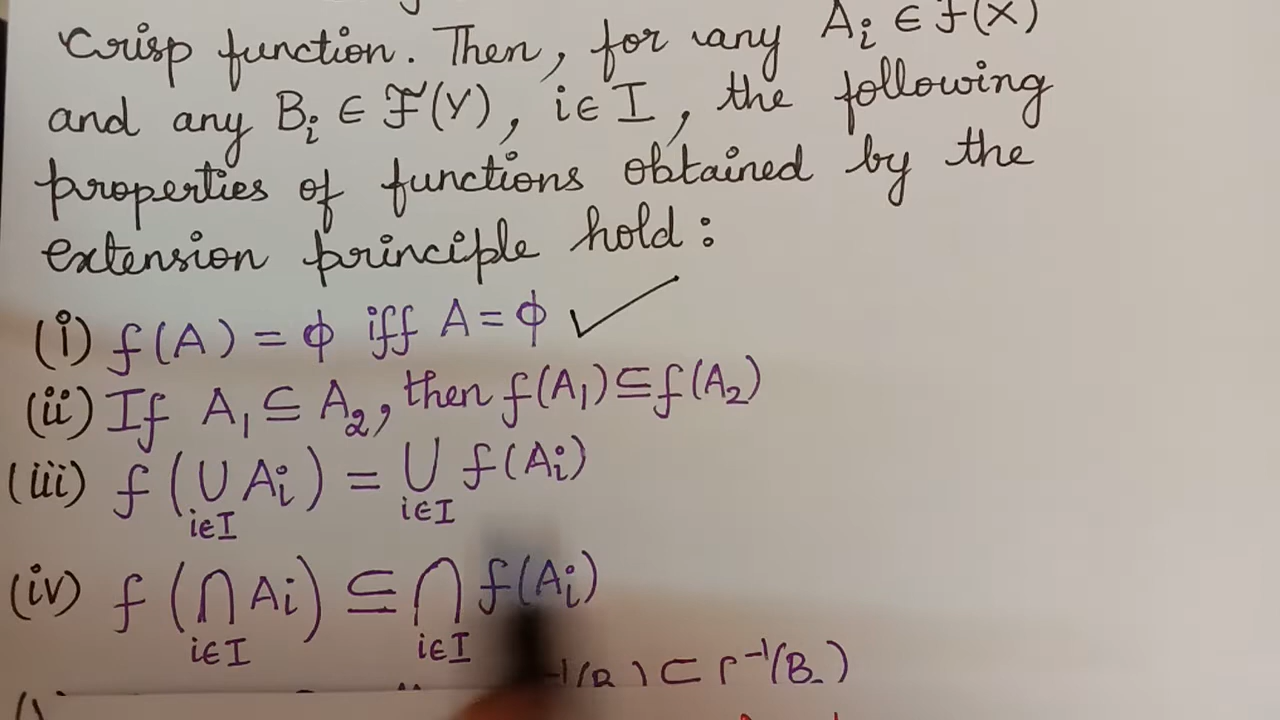 Crisp function. Then, for any Ai ∈ F(X)
and any Bi ∈ F(Y), i∈I, the following
properties of functions obtained by the
extension principle hold:
(i) f(A) = ϕ iff A = ϕ ✓
(ii) If A₁ ⊆ A₂, then f(A₁) ⊆ f(A₂)
(iii) f(∪ Ai) = ∪ f(Ai)
i∈I i∈I
(iv) f(∩ Ai) ⊆ ∩ f(Ai)
i∈I i∈I